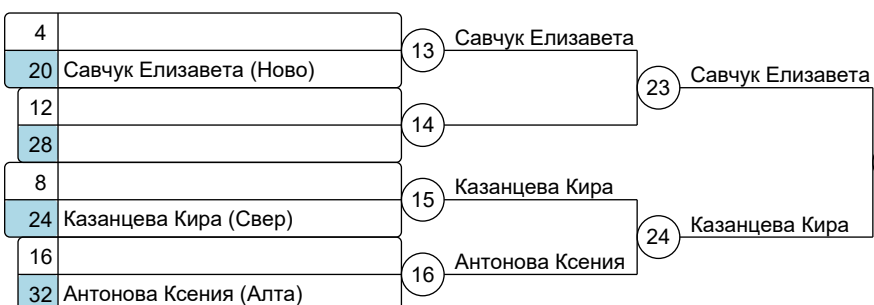 4
13 Савчук Елизавета
20 Савчук Елизавета (Ново)
23 Савчук Елизавета
12
14
28
8
15 Казанцева Кира
24 Казанцева Кира (Свер)
24 Казанцева Кира
16
16 Антонова Ксения
32 Антонова Ксения (Алта)